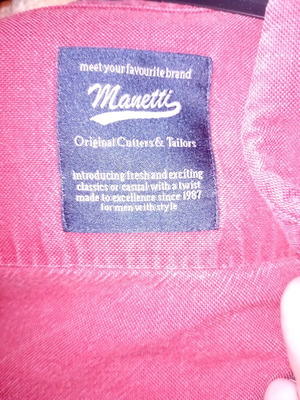 meet your favourite brand
Manetti
Original Cutters & Tailors
introducing fresh and exciting
classics or casual with a twist
made to excellence since 1987
for men with style